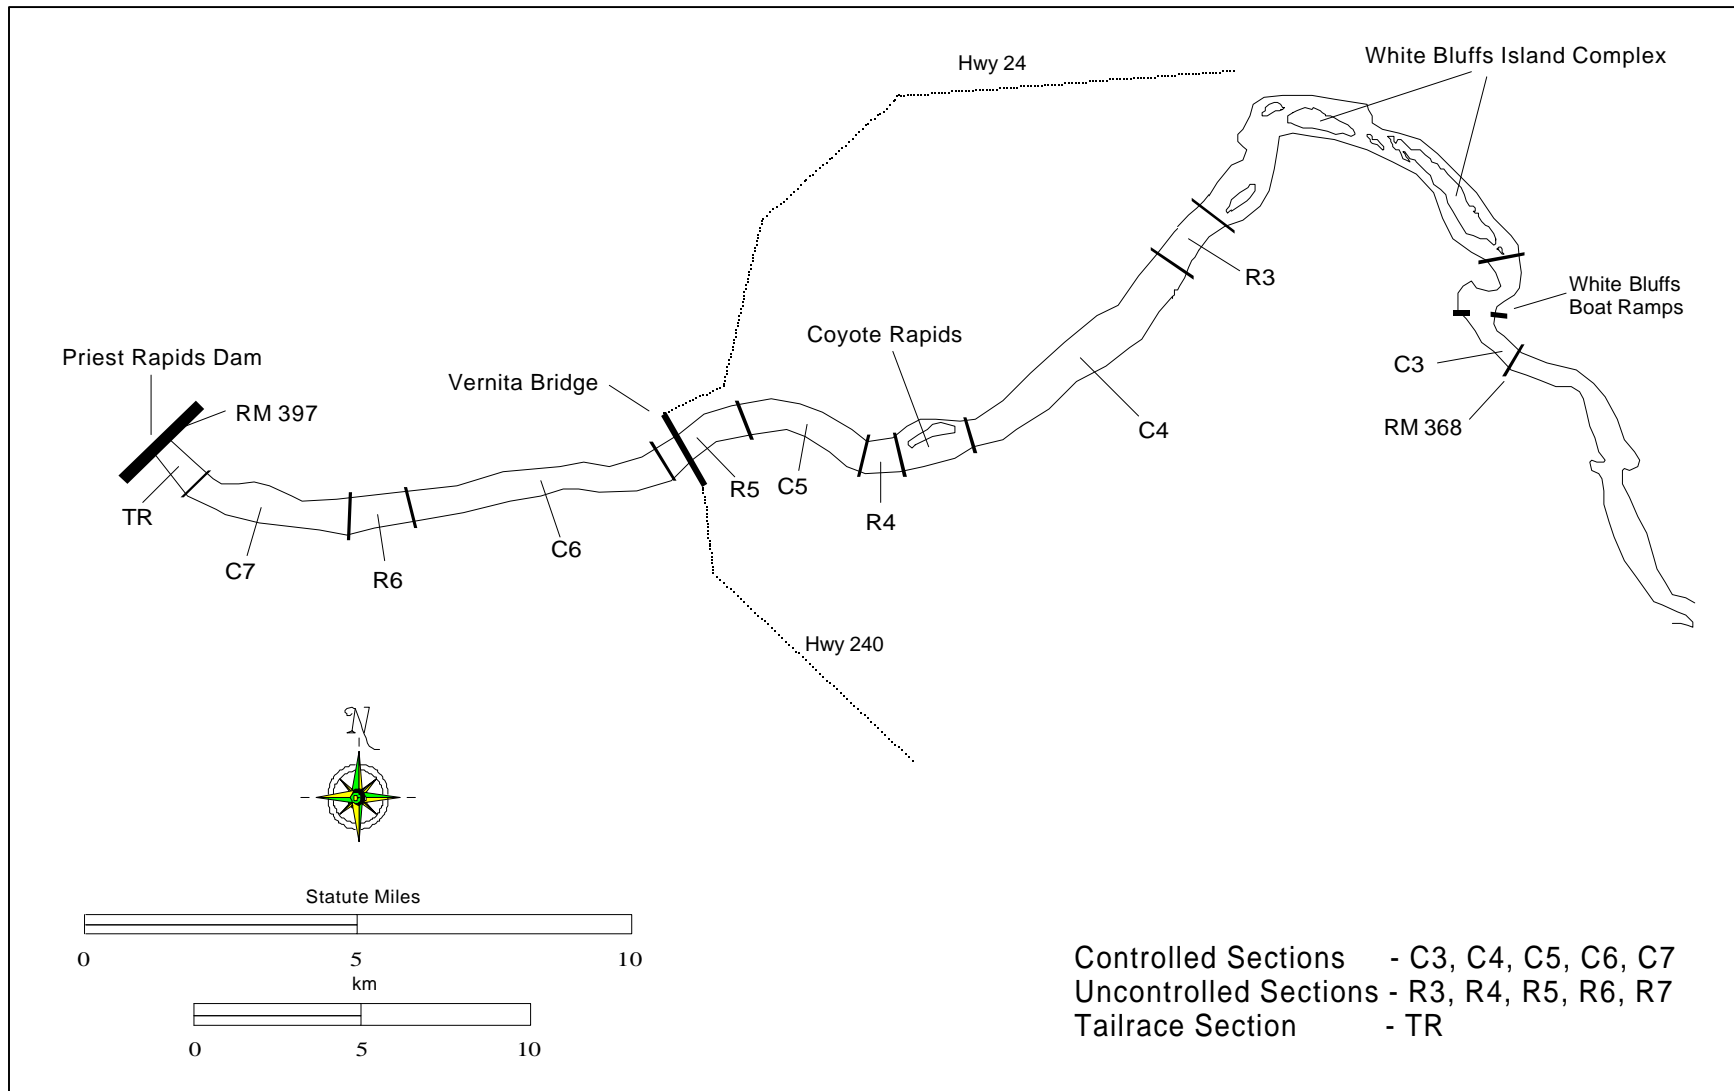 White Bluffs Island Complex
Hwy 24
R3
White Bluffs
Boat Ramps
Coyote Rapids
Priest Rapids Dam
Vernita Bridge
C3
RM 397
C4
RM 368
R5
C5
TR
R4
C6
C7
R6
Hwy 240
N
Statute Miles
0 5 10
km
0 5 10
Controlled Sections - C3, C4, C5, C6, C7
Uncontrolled Sections - R3, R4, R5, R6, R7
Tailrace Section - TR